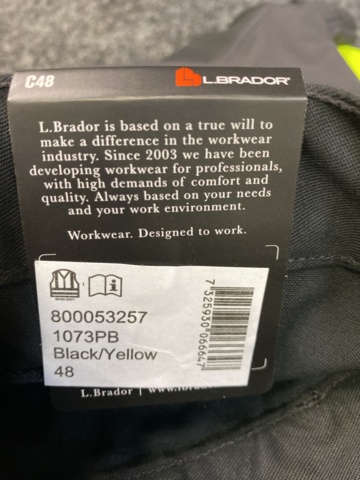 C48
L.BRADOR®
L.Brador is based on a true will to
make a difference in the workwear
industry. Since 2003 we have been
developing workwear for professionals,
with high demands of comfort and
quality. Always based on your needs
and your work environment.
Workwear. Designed to work.
800053257
1073PB
Black/Yellow
48
7325930066647
L.Brador |